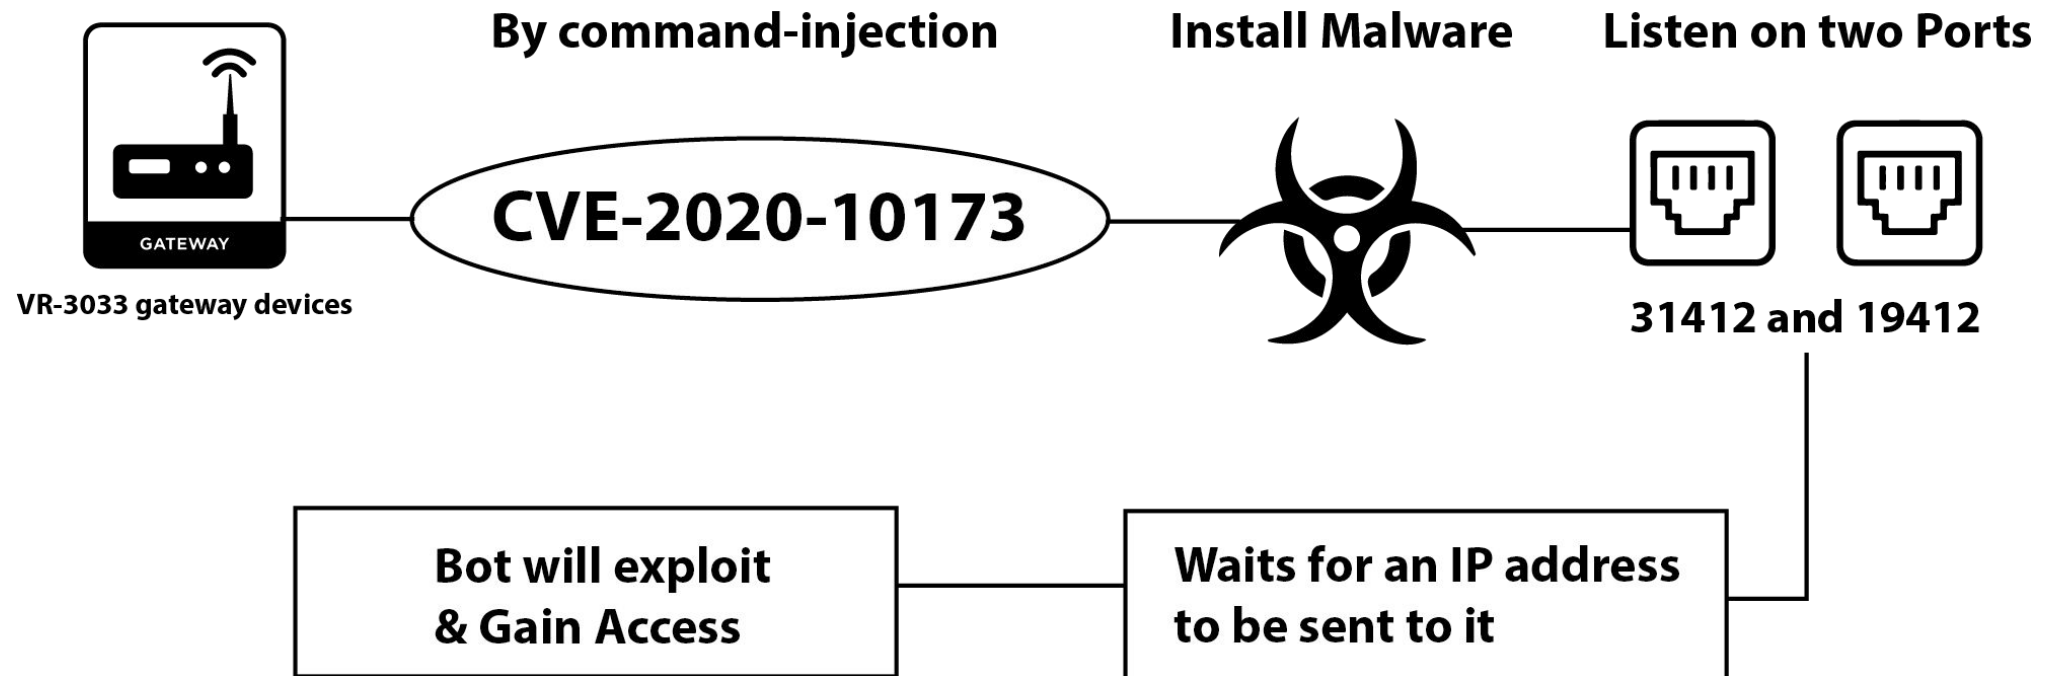 By command-injection
Install Malware
Listen on two Ports
CVE-2020-10173
GATEWAY
VR-3033 gateway devices
31412 and 19412
Bot will exploit
& Gain Access
Waits for an IP address
to be sent to it